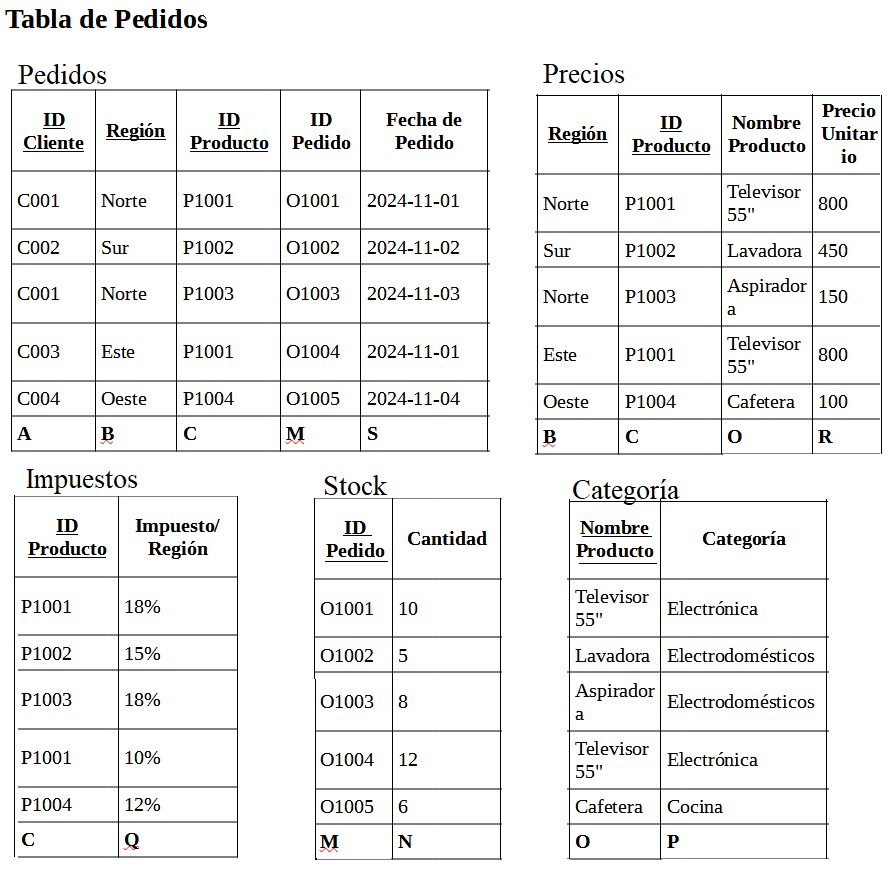 Tabla de Pedidos
Pedidos
ID Cliente Región ID Producto ID Pedido Fecha de Pedido
C001 Norte P1001 O1001 2024-11-01
C002 Sur P1002 O1002 2024-11-02
C001 Norte P1003 O1003 2024-11-03
C003 Este P1001 O1004 2024-11-01
C004 Oeste P1004 O1005 2024-11-04
A B C M S
Precios
Región ID Producto Nombre Producto Precio Unitar io
Norte P1001 Televisor 55" 800
Sur P1002 Lavadora 450
Norte P1003 Aspirador a 150
Este P1001 Televisor 55" 800
Oeste P1004 Cafetera 100
B C O R
Impuestos
ID Producto Impuesto/ Región
P1001 18%
P1002 15%
P1003 18%
P1001 10%
P1004 12%
C Q
Stock
ID Pedido Cantidad
O1001 10
O1002 5
O1003 8
O1004 12
O1005 6
M N
Categoría
Nombre Producto Categoría
Televisor 55" Electrónica
Lavadora Electrodomésticos
Aspirador a Electrodomésticos
Televisor 55" Electrónica
Cafetera Cocina
O P